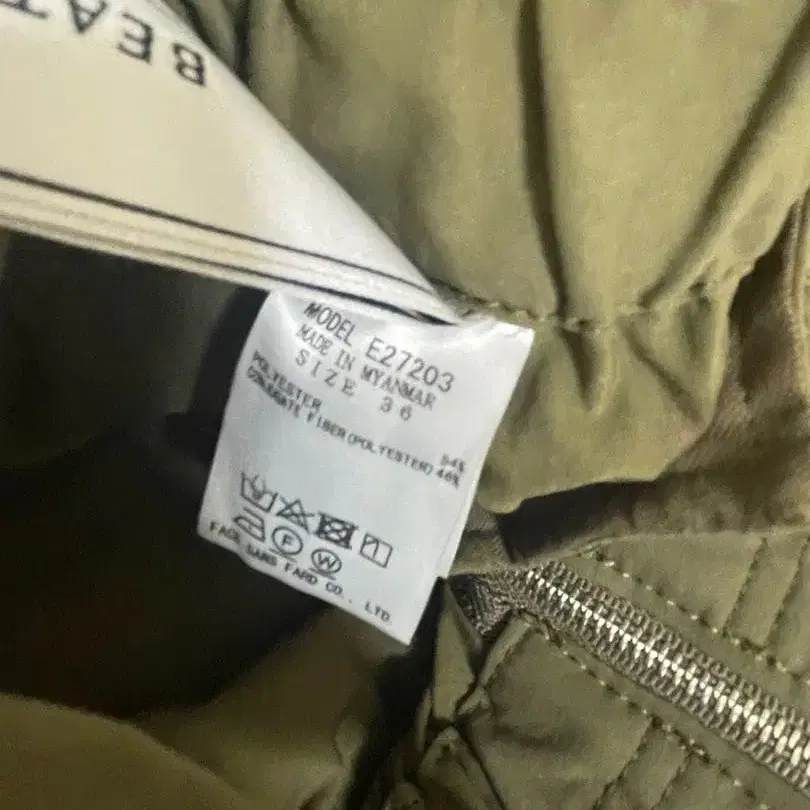 BEAT
MODEL E27203
MADE IN MYANMAR
SIZE 36
POLYESTER 54%
CONJUGATE FIBER(POLYESTER) 46%
F W
FACE SANS FARD CO., LTD.